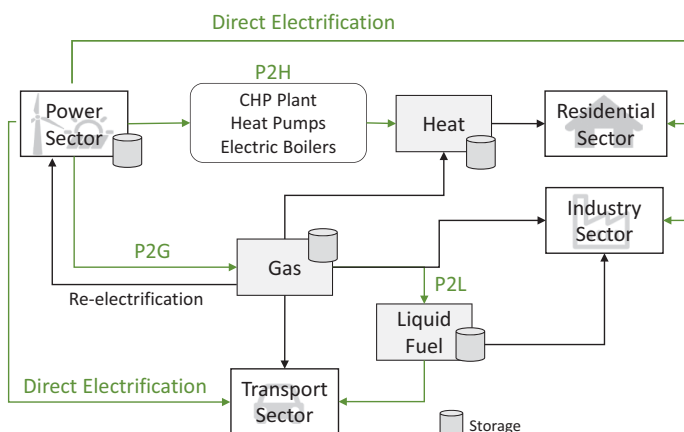 Direct Electrification
P2H
Power
Sector
CHP Plant
Heat Pumps
Electric Boilers
Heat
Residential
Sector
Industry
Sector
P2G
Gas
Re-electrification
P2L
Liquid
Fuel
Direct Electrification
Transport
Sector
Storage